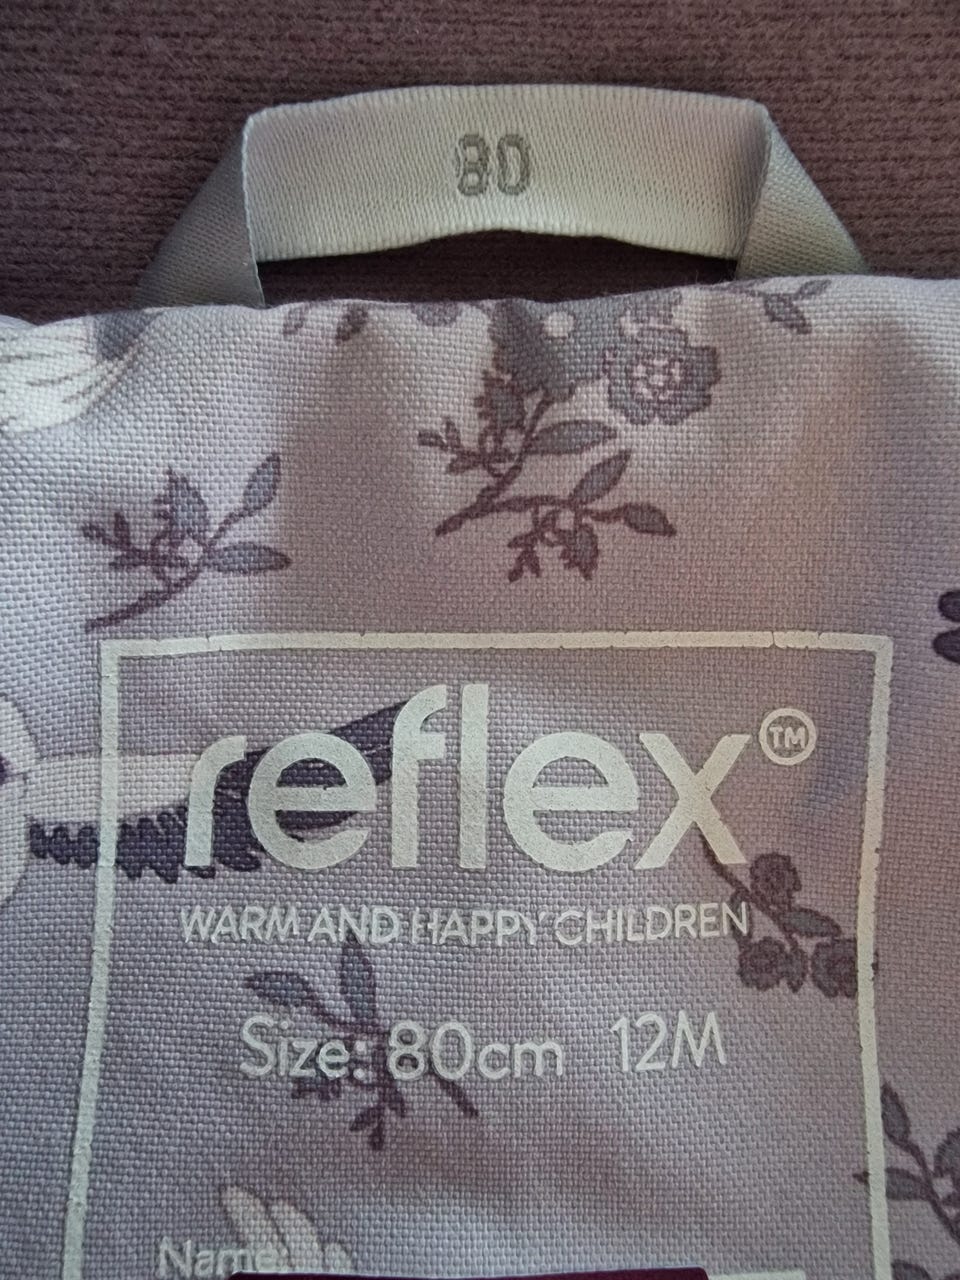 80
reflex™
WARM AND HAPPY CHILDREN
Size: 80cm 12M
Name: